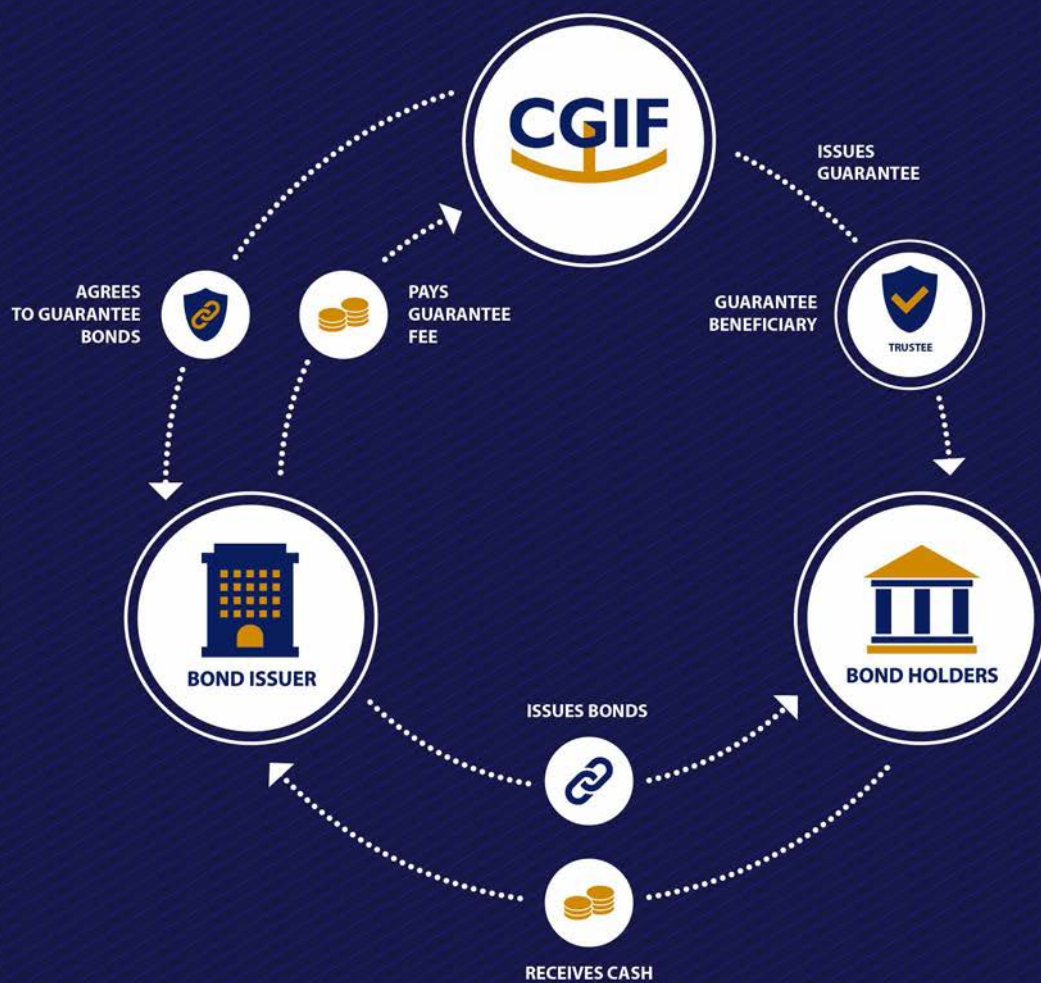 CGIF
ISSUES
GUARANTEE
AGREES
TO GUARANTEE
BONDS
PAYS
GUARANTEE
FEE
GUARANTEE
BENEFICIARY
TRUSTEE
BOND ISSUER
BOND HOLDERS
ISSUES BONDS
RECEIVES CASH